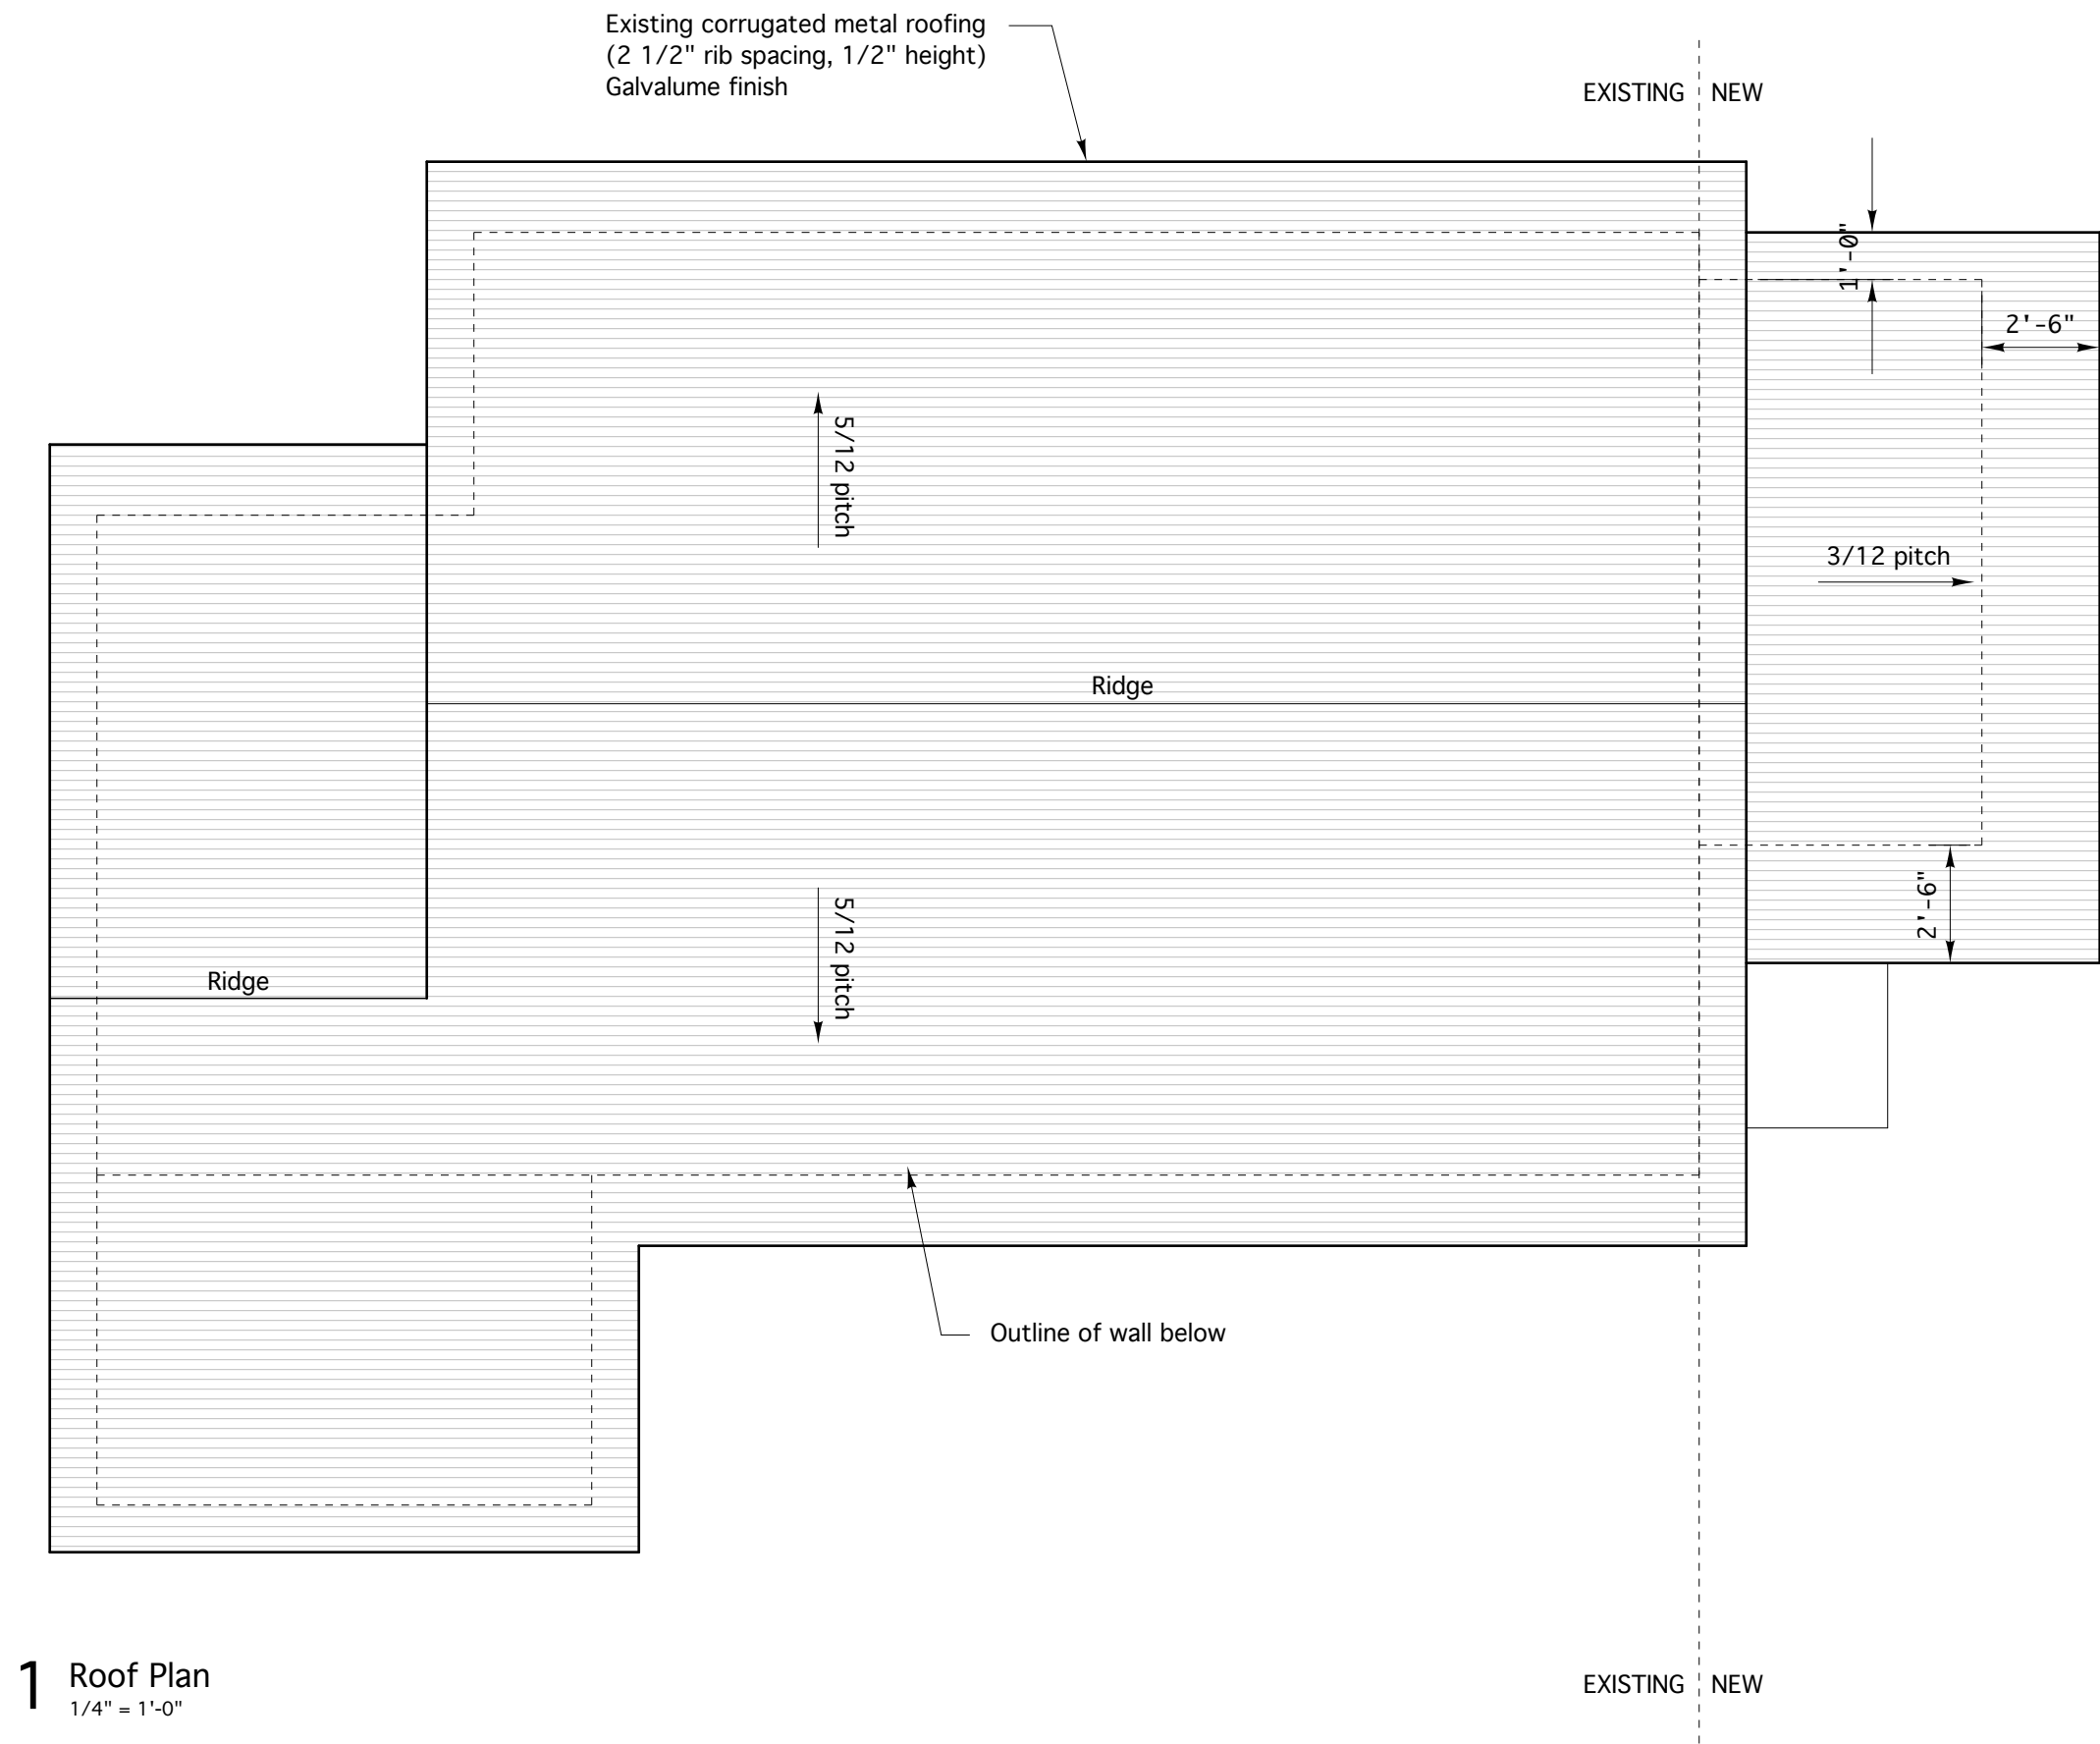 Existing corrugated metal roofing
(2 1/2" rib spacing, 1/2" height)
Galvalume finish
EXISTING
NEW
1'-0"
2'-6"
5/12 pitch
3/12 pitch
Ridge
2'-6"
5/12 pitch
Ridge
Outline of wall below
1
Roof Plan
1/4" = 1'-0"
EXISTING
NEW